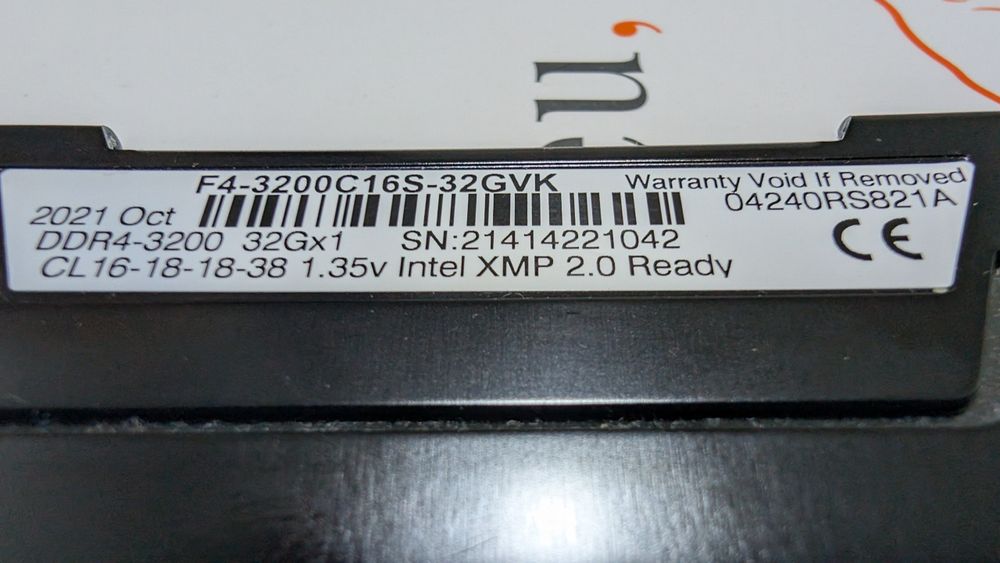 n,
F4-3200C16S-32GVK
Warranty Void If Removed
2021 Oct
04240RS821A
DDR4-3200 32Gx1 SN:21414221042
CE
CL16-18-18-38 1.35v Intel XMP 2.0 Ready